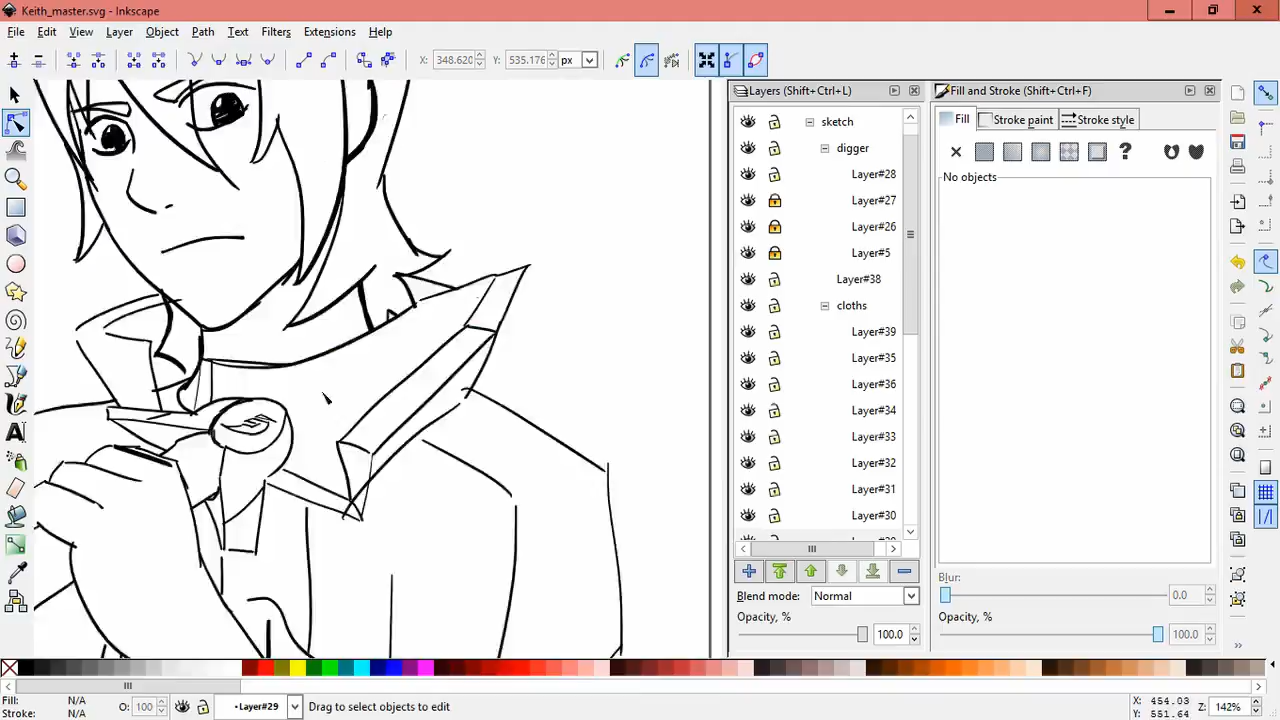 Keith_master.svg - Inkscape
File Edit View Layer Object Path Text Filters Extensions Help
X: 348.620 Y: 535.176 px
Layers (Shift+Ctrl+L)
sketch
digger
Layer#28
Layer#27
Layer#26
Layer#5
Layer#38
cloths
Layer#39
Layer#35
Layer#36
Layer#34
Layer#33
Layer#32
Layer#31
Layer#30
Blend mode: Normal
Opacity, %
100.0
Fill and Stroke (Shift+Ctrl+F)
Fill Stroke paint Stroke style
?
No objects
Blur:
0.0
Opacity, %
100.0
Fill: N/A
Stroke: N/A
O: 100
•Layer#29
Drag to select objects to edit
X: 454.03
Y: 551.64
Z: 142%